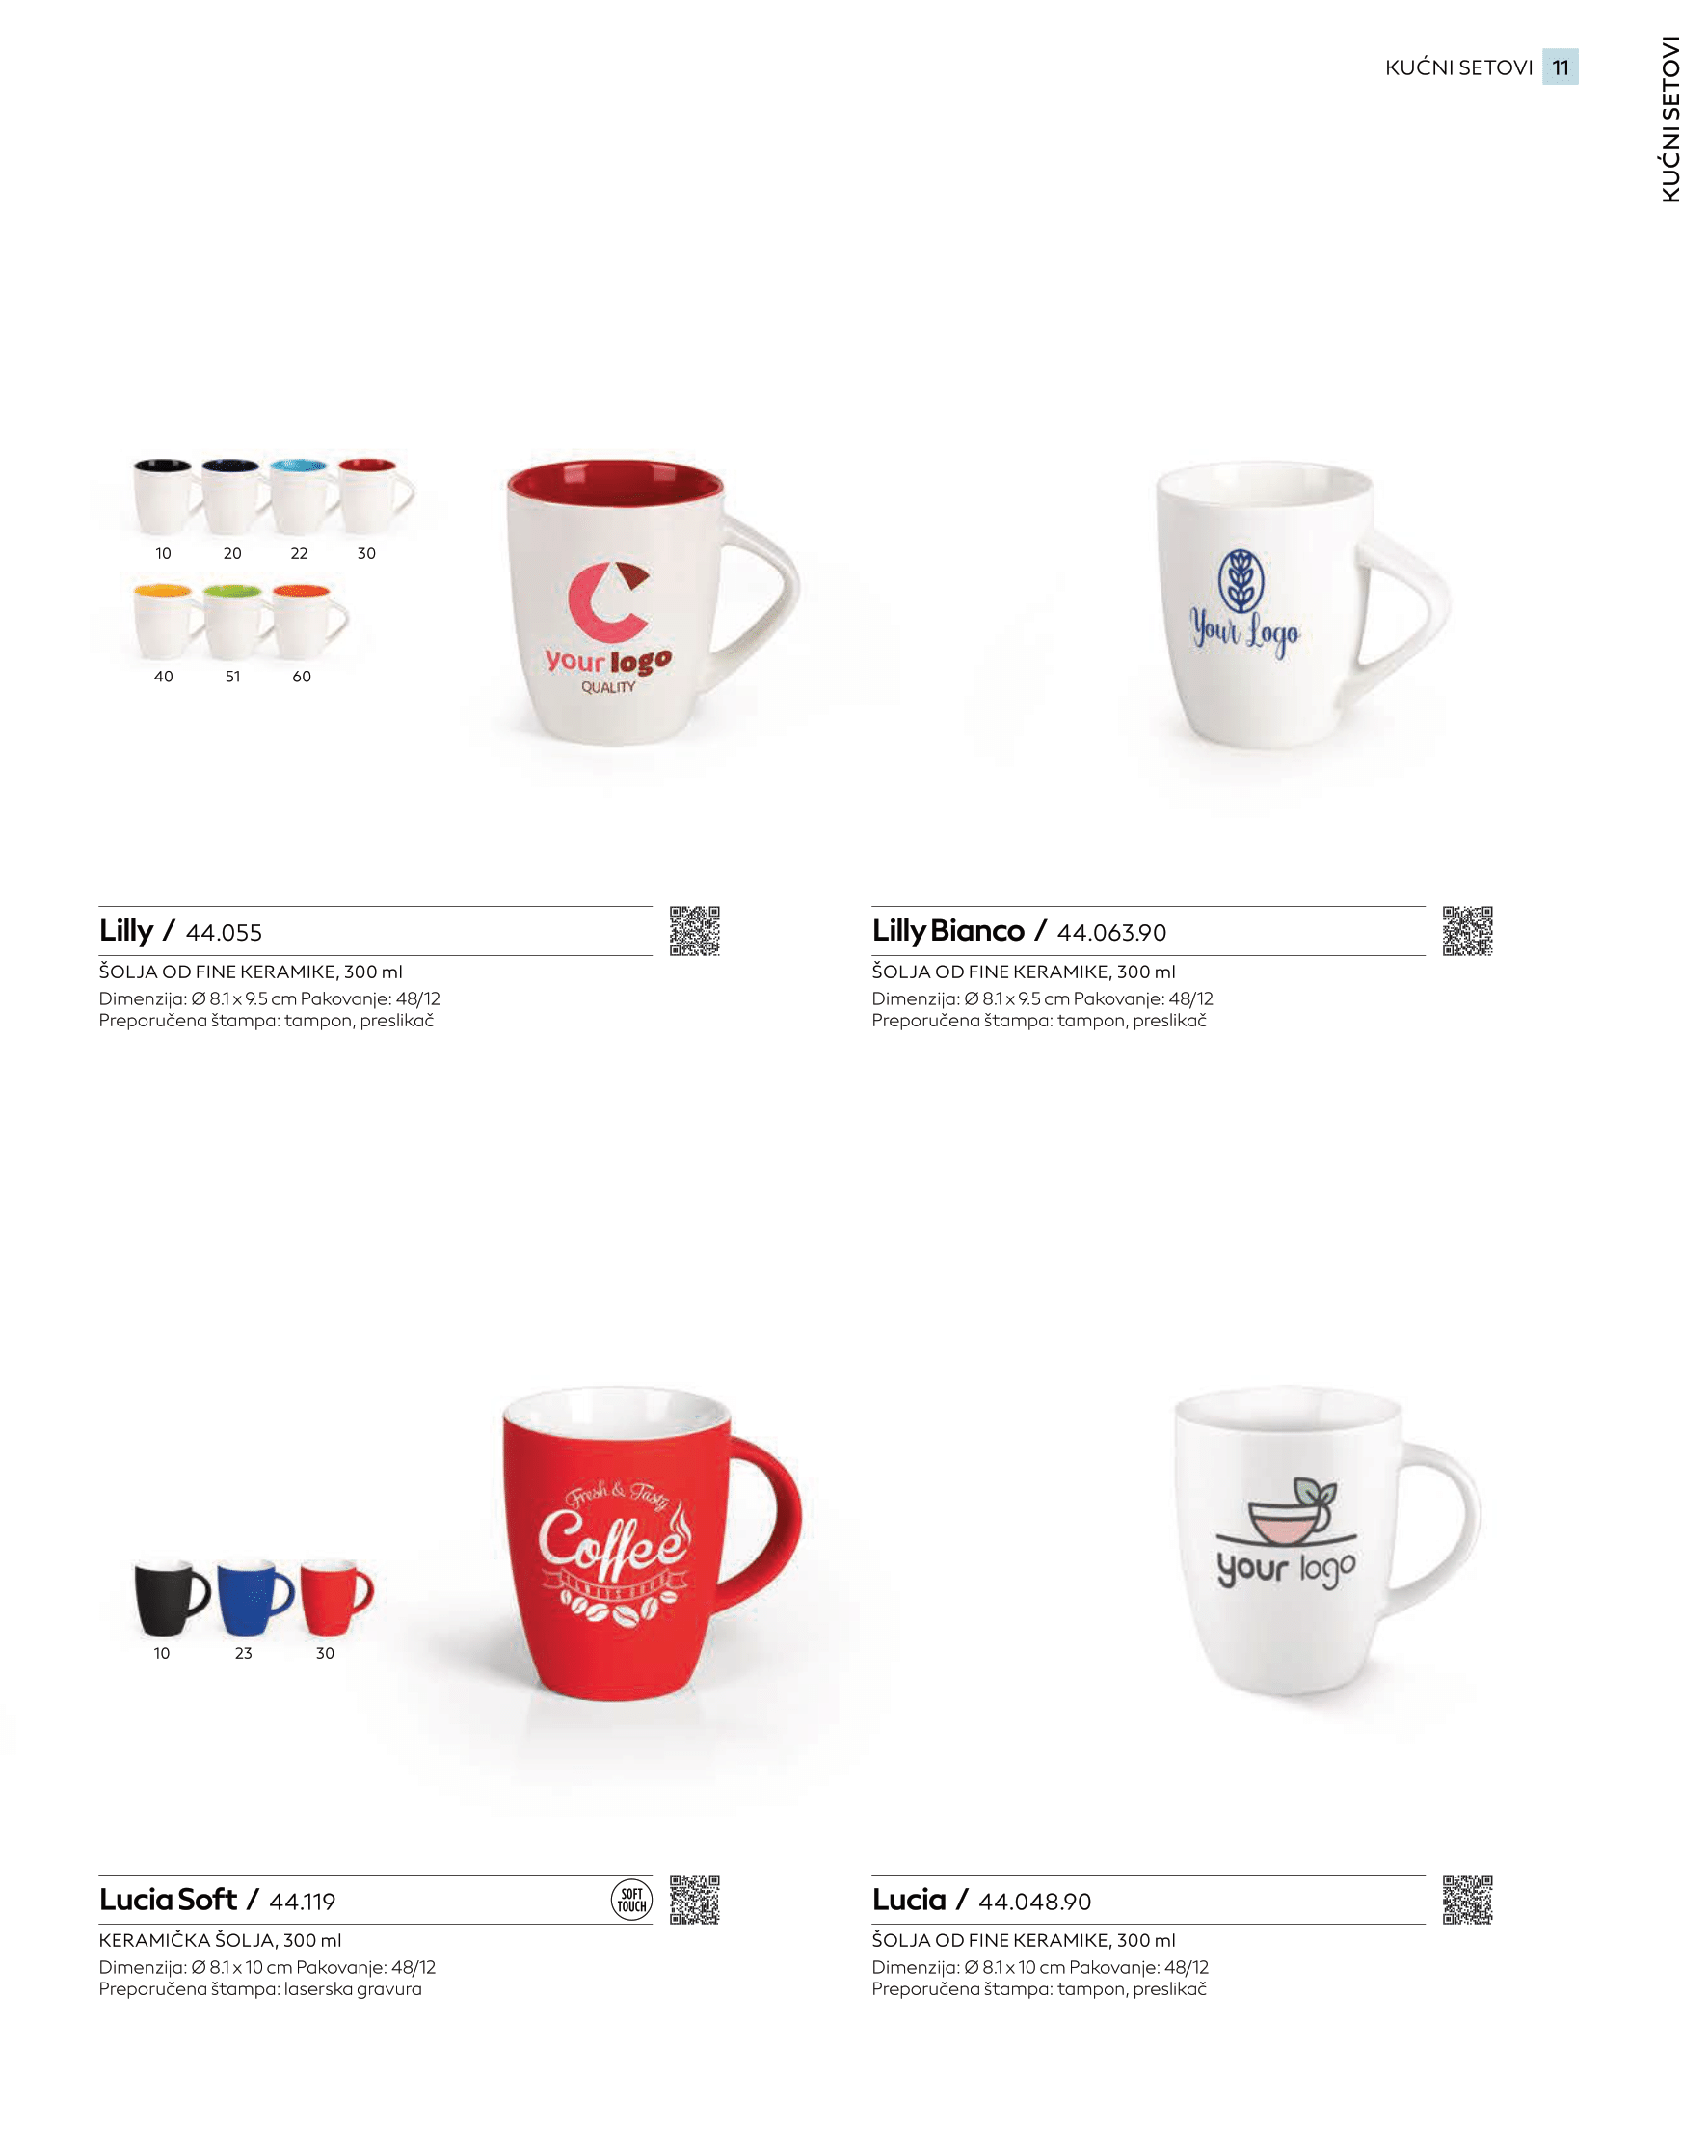 KUĆNI SETOVI 11
KUĆNI SETOVI
10 20 22 30
40 51 60
your logo
QUALITY
Your Logo
Lilly / 44.055
ŠOLJA OD FINE KERAMIKE, 300 ml
Dimenzija: Ø 8.1 x 9.5 cm Pakovanje: 48/12
Preporučena štampa: tampon, preslikač
Lilly Bianco / 44.063.90
ŠOLJA OD FINE KERAMIKE, 300 ml
Dimenzija: Ø 8.1 x 9.5 cm Pakovanje: 48/12
Preporučena štampa: tampon, preslikač
10 23 30
Fresh & Tasty
Coffee
your logo
Lucia Soft / 44.119
SOFT
TOUCH
KERAMIČKA ŠOLJA, 300 ml
Dimenzija: Ø 8.1 x 10 cm Pakovanje: 48/12
Preporučena štampa: laserska gravura
Lucia / 44.048.90
ŠOLJA OD FINE KERAMIKE, 300 ml
Dimenzija: Ø 8.1 x 10 cm Pakovanje: 48/12
Preporučena štampa: tampon, preslikač